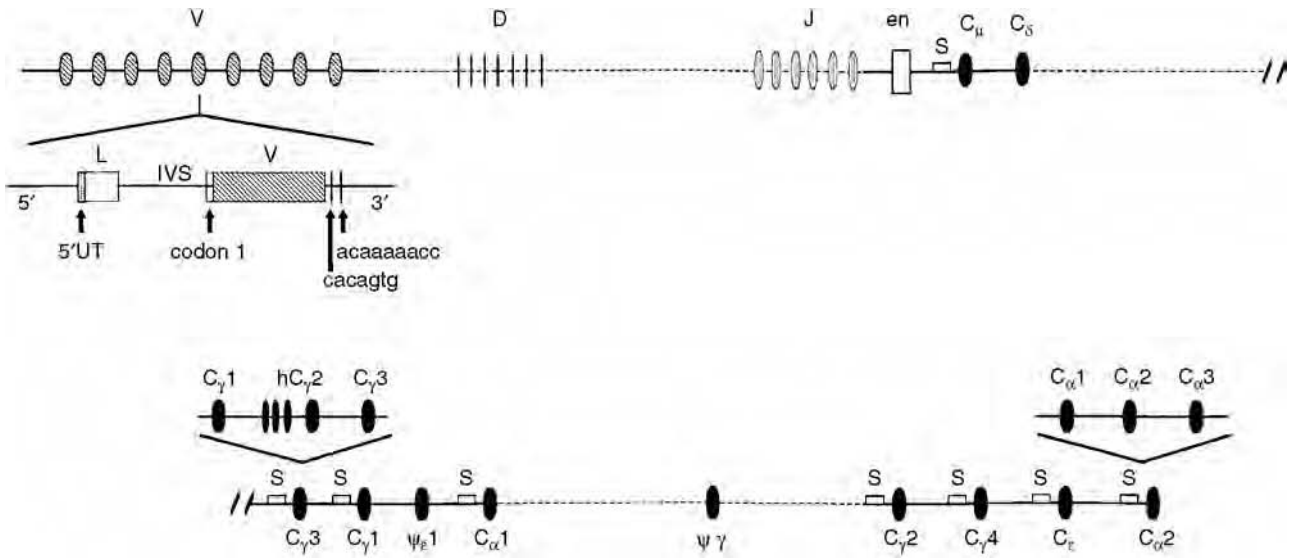 V D J en S Cμ Cδ
L IVS V
5′ 3′
5′UT codon 1 acaaaaacc
cacagtg
Cγ1 hCγ2 Cγ3 Cα1 Cα2 Cα3
S S S S S S S
Cγ3 Cγ1 ψε1 Cα1 ψγ Cγ2 Cγ4 Cε Cα2